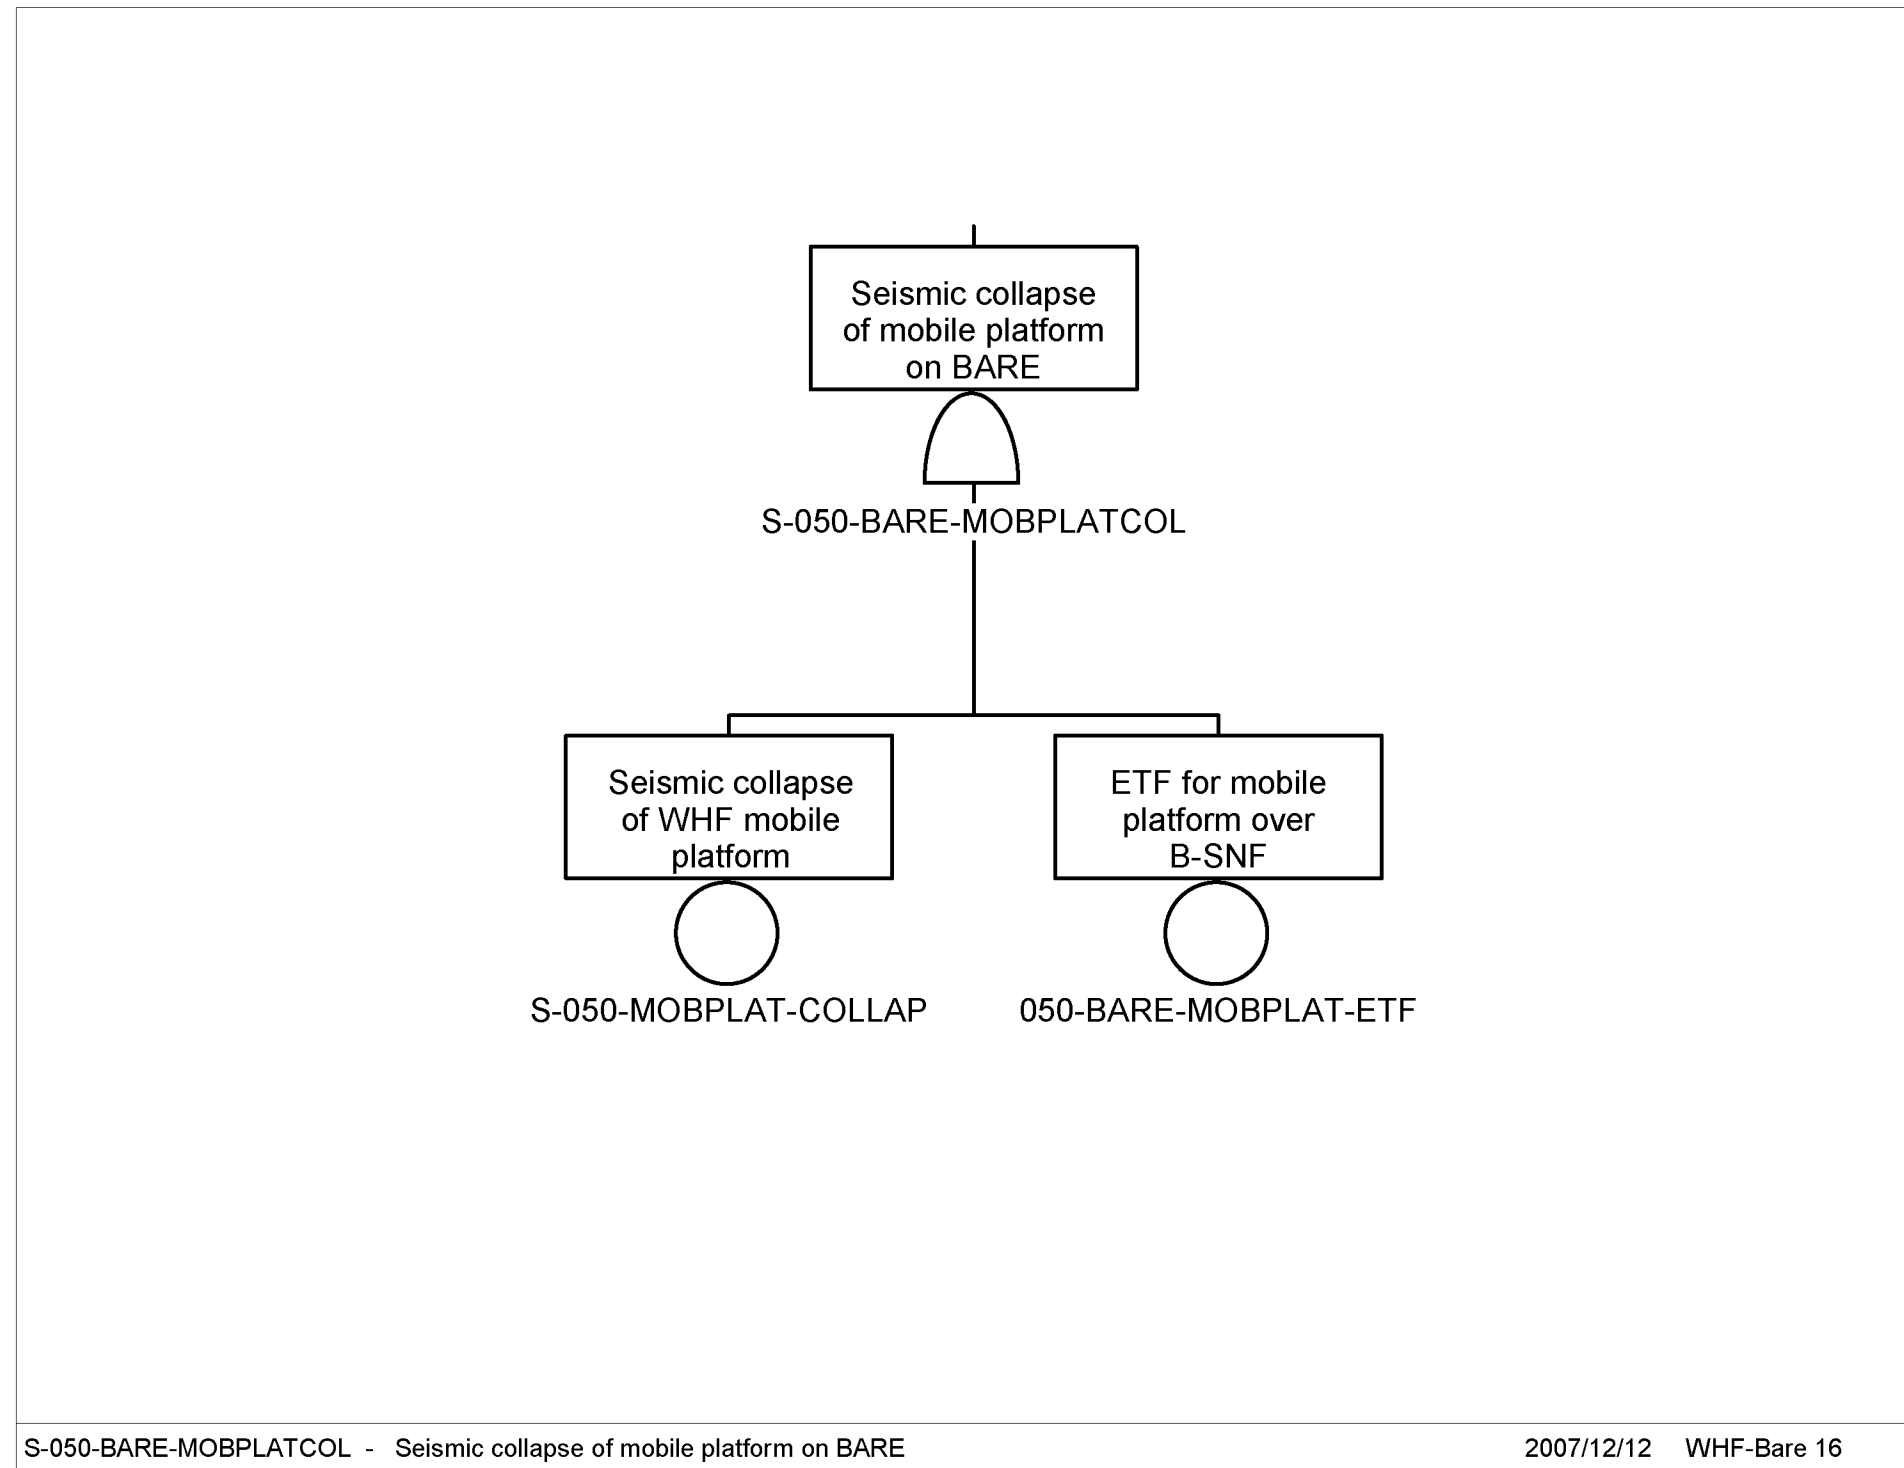 Seismic collapse
of mobile platform
on BARE
S-050-BARE-MOBPLATCOL
Seismic collapse
of WHF mobile
platform
S-050-MOBPLAT-COLLAP
ETF for mobile
platform over
B-SNF
050-BARE-MOBPLAT-ETF
S-050-BARE-MOBPLATCOL - Seismic collapse of mobile platform on BARE
2007/12/12 WHF-Bare 16